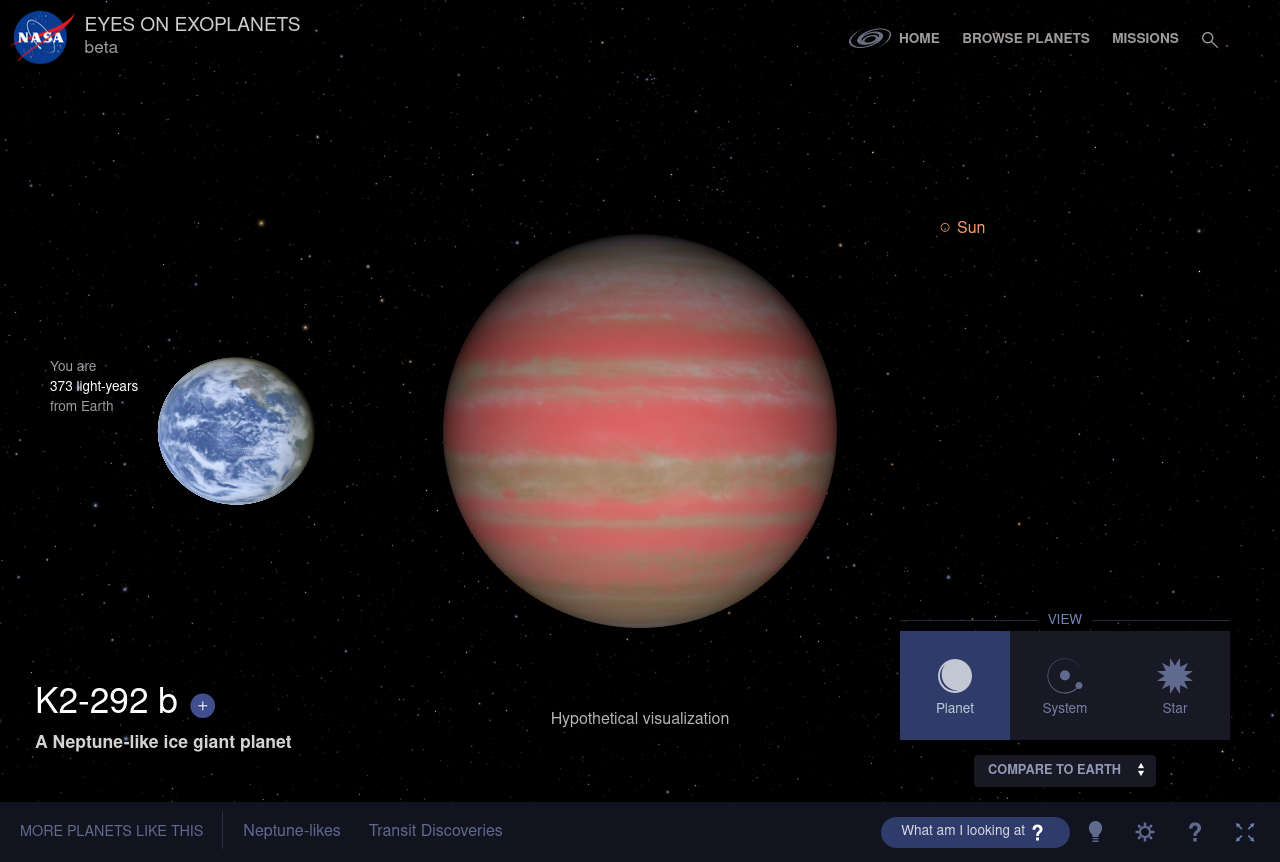 NASA
EYES ON EXOPLANETS
beta
HOME
BROWSE PLANETS
MISSIONS
Sun
You are
373 light-years
from Earth
K2-292 b +
A Neptune-like ice giant planet
Hypothetical visualization
VIEW
Planet
System
Star
COMPARE TO EARTH
MORE PLANETS LIKE THIS
Neptune-likes
Transit Discoveries
What am I looking at ?
?